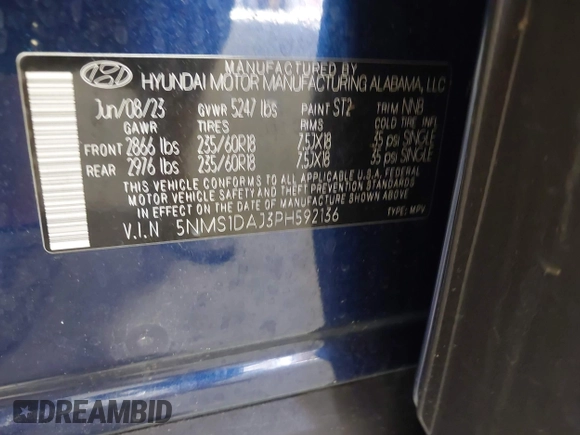 MANUFACTURED BY
HYUNDAI MOTOR MANUFACTURING ALABAMA, LLC
Jun/08/23 GVWR 5247 lbs PAINT ST2 TRIM NNB
GAWR TIRES RIMS COLD TIRE INFL
FRONT 2866 lbs 235/60R18 7.5JX18 35 psi SINGLE
REAR 2976 lbs 235/60R18 7.5JX18 35 psi SINGLE
THIS VEHICLE CONFORMS TO ALL APPLICABLE U.S.A. FEDERAL
MOTOR VEHICLE SAFETY AND THEFT PREVENTION STANDARDS
IN EFFECT ON THE DATE OF MANUFACTURE SHOWN ABOVE.
V.I.N 5NMS1DAJ3PH592136 TYPE: MPV
DREAMBID